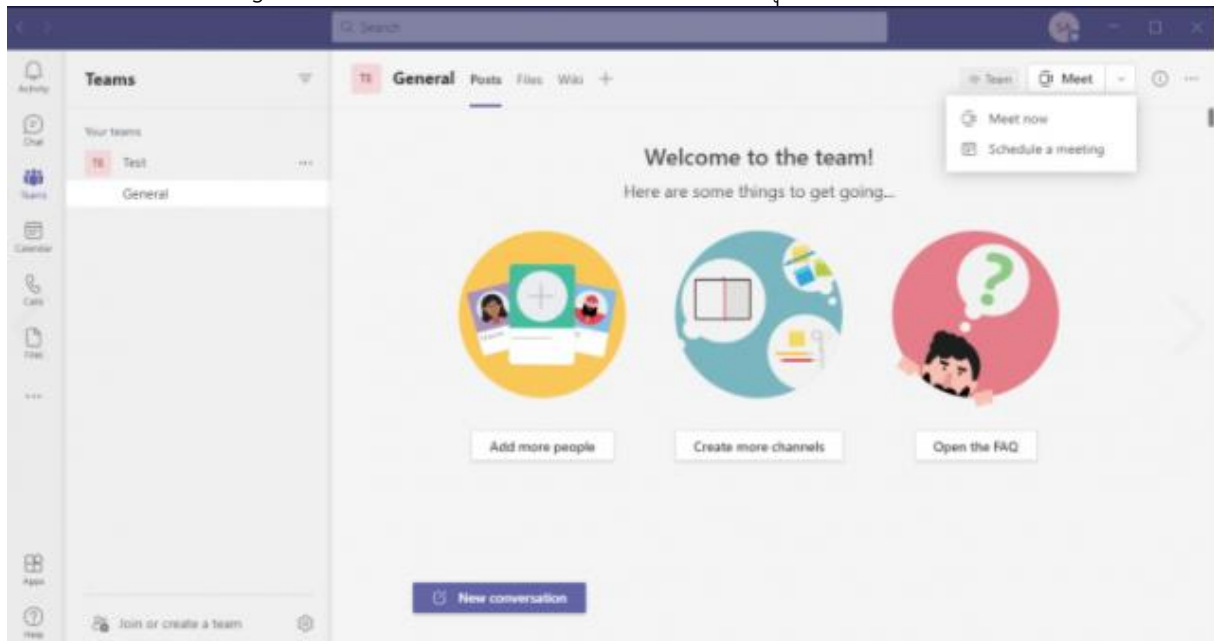 Search
Activity
Chat
Teams
Calendar
Calls
Files
Apps
Help
Teams
Your teams
TE Test
General
Join or create a team
TE General Posts Files Wiki +
Team Meet
Meet now
Schedule a meeting
Welcome to the team!
Here are some things to get going...
Add more people
Create more channels
Open the FAQ
New conversation